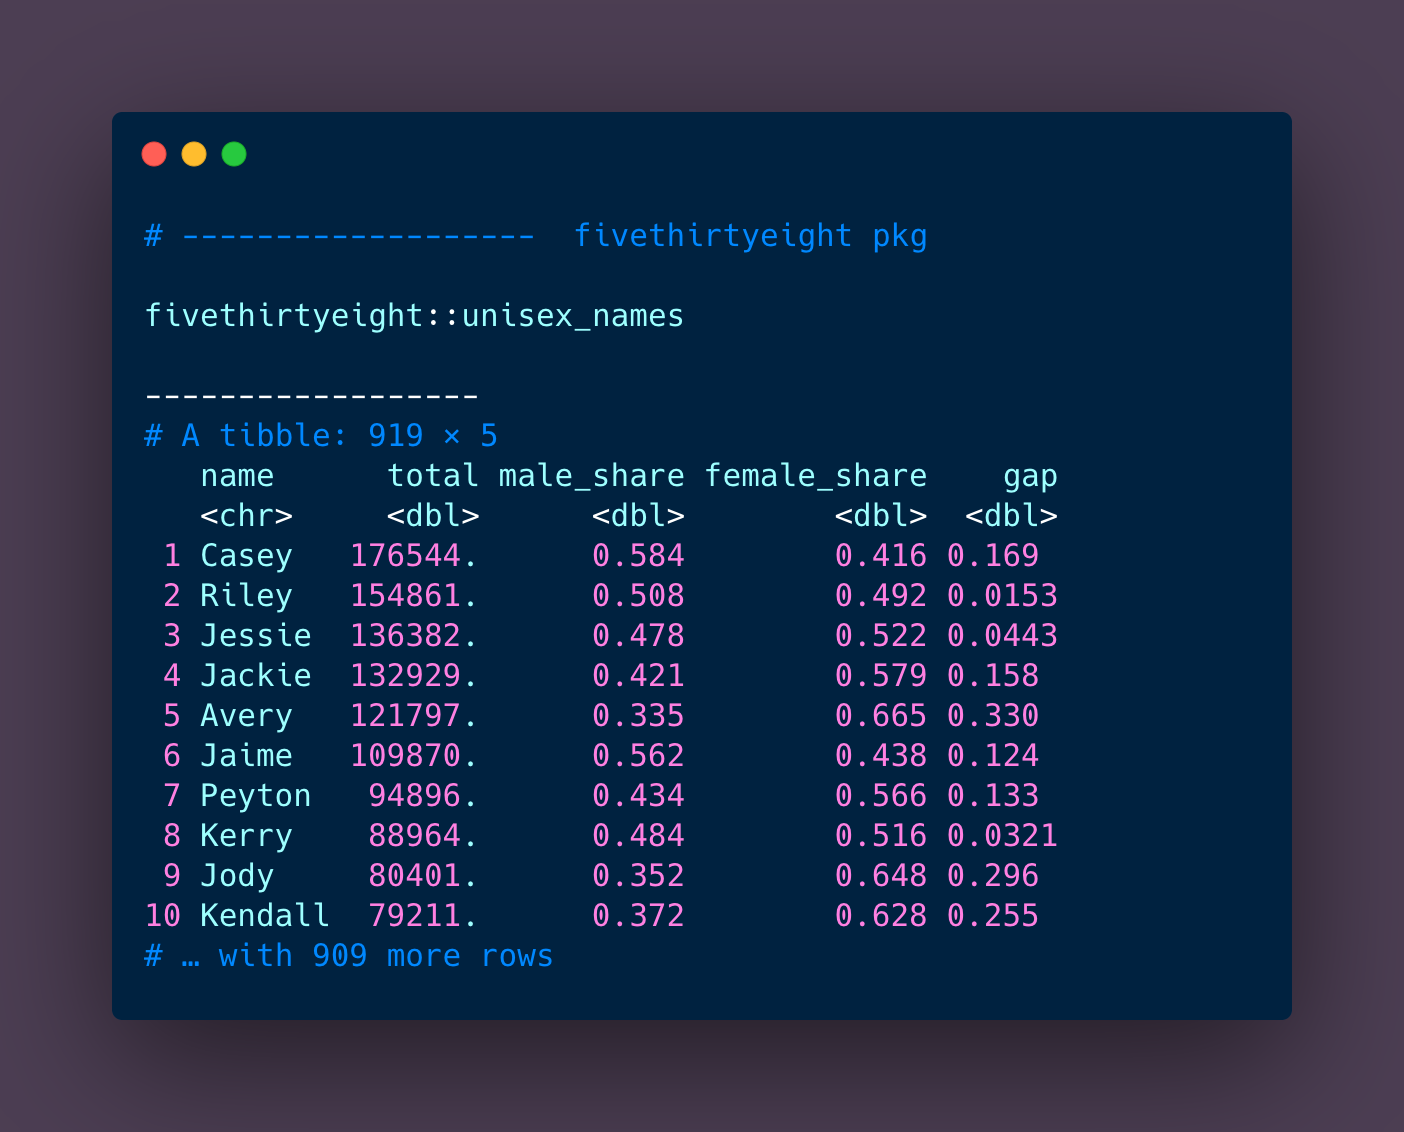 # -------------------  fivethirtyeight pkg
fivethirtyeight::unisex_names
------------------
# A tibble: 919 × 5
   name      total male_share female_share    gap
   <chr>     <dbl>      <dbl>        <dbl>  <dbl>
 1 Casey   176544.      0.584        0.416 0.169
 2 Riley   154861.      0.508        0.492 0.0153
 3 Jessie  136382.      0.478        0.522 0.0443
 4 Jackie  132929.      0.421        0.579 0.158
 5 Avery   121797.      0.335        0.665 0.330
 6 Jaime   109870.      0.562        0.438 0.124
 7 Peyton   94896.      0.434        0.566 0.133
 8 Kerry    88964.      0.484        0.516 0.0321
 9 Jody     80401.      0.352        0.648 0.296
10 Kendall  79211.      0.372        0.628 0.255
# … with 909 more rows